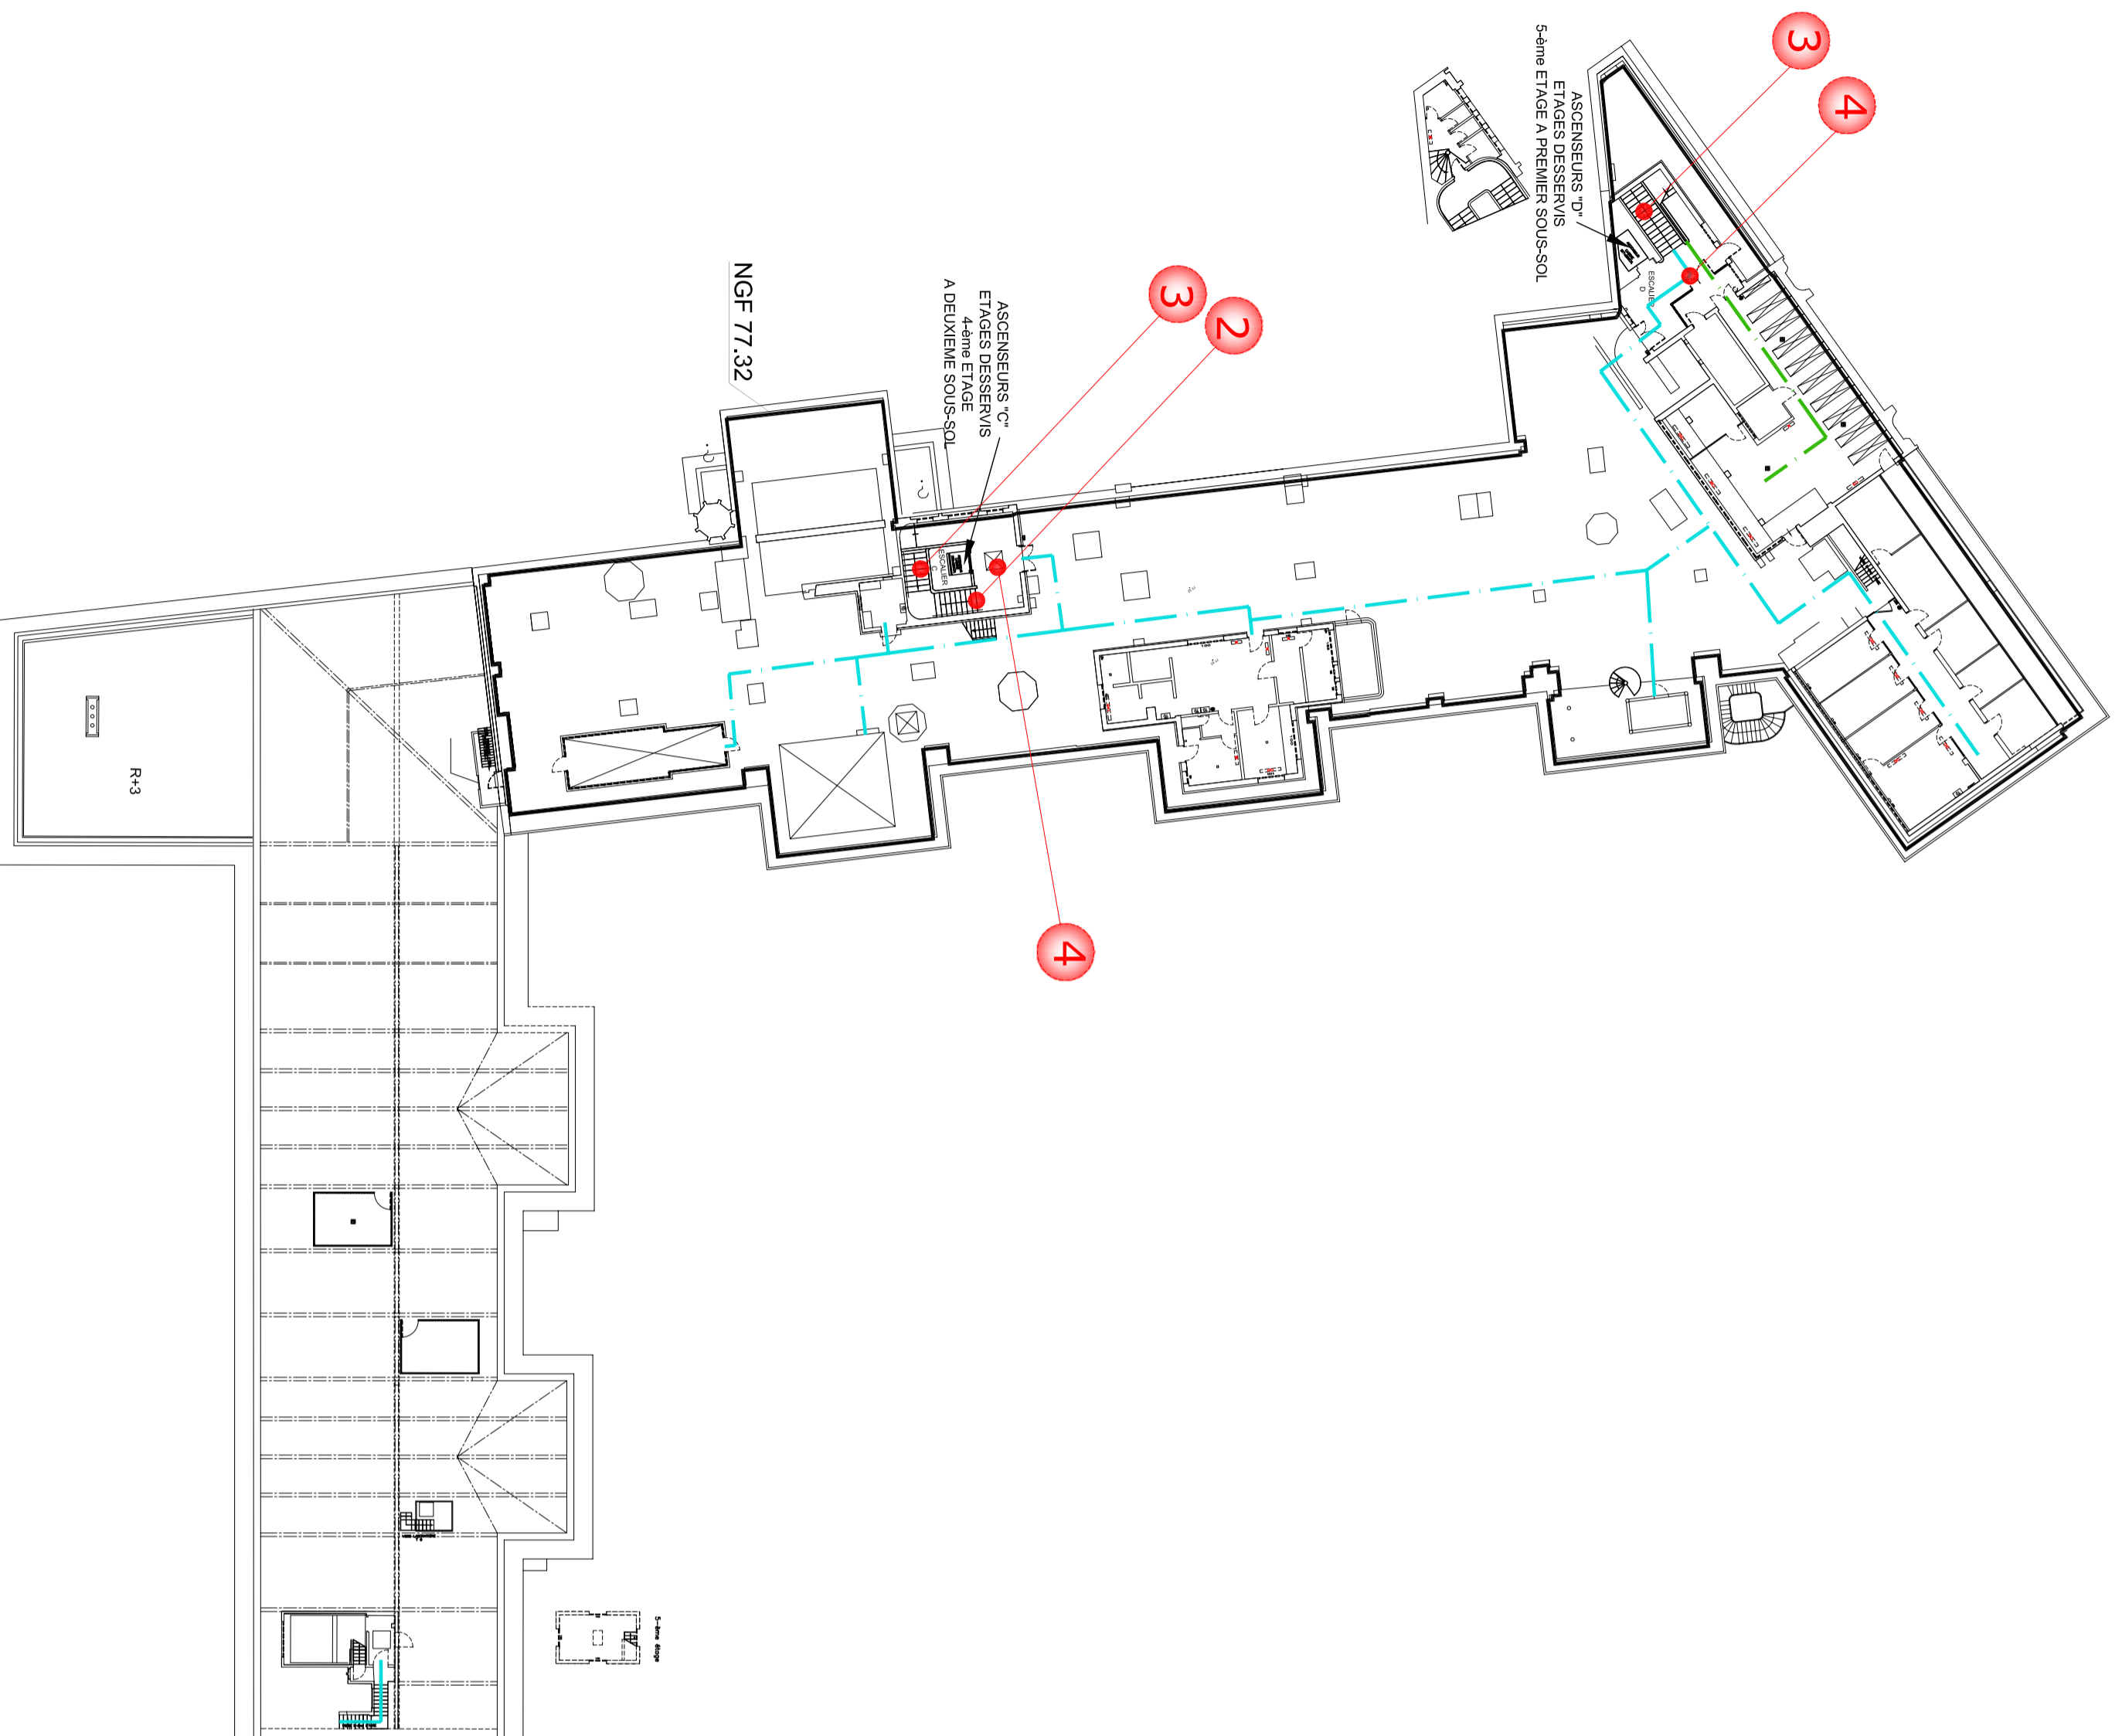 3
4
ASCENSEURS "D"
ETAGES DESSERVIS
5-ème ETAGE A PREMIER SOUS-SOL
ESCALIER
D
3
2
ASCENSEURS "C"
ETAGES DESSERVIS
4-ème ETAGE
A DEUXIEME SOUS-SOL
NGF 77.32
ESCALIER
C
4
R+3
5-ème étage